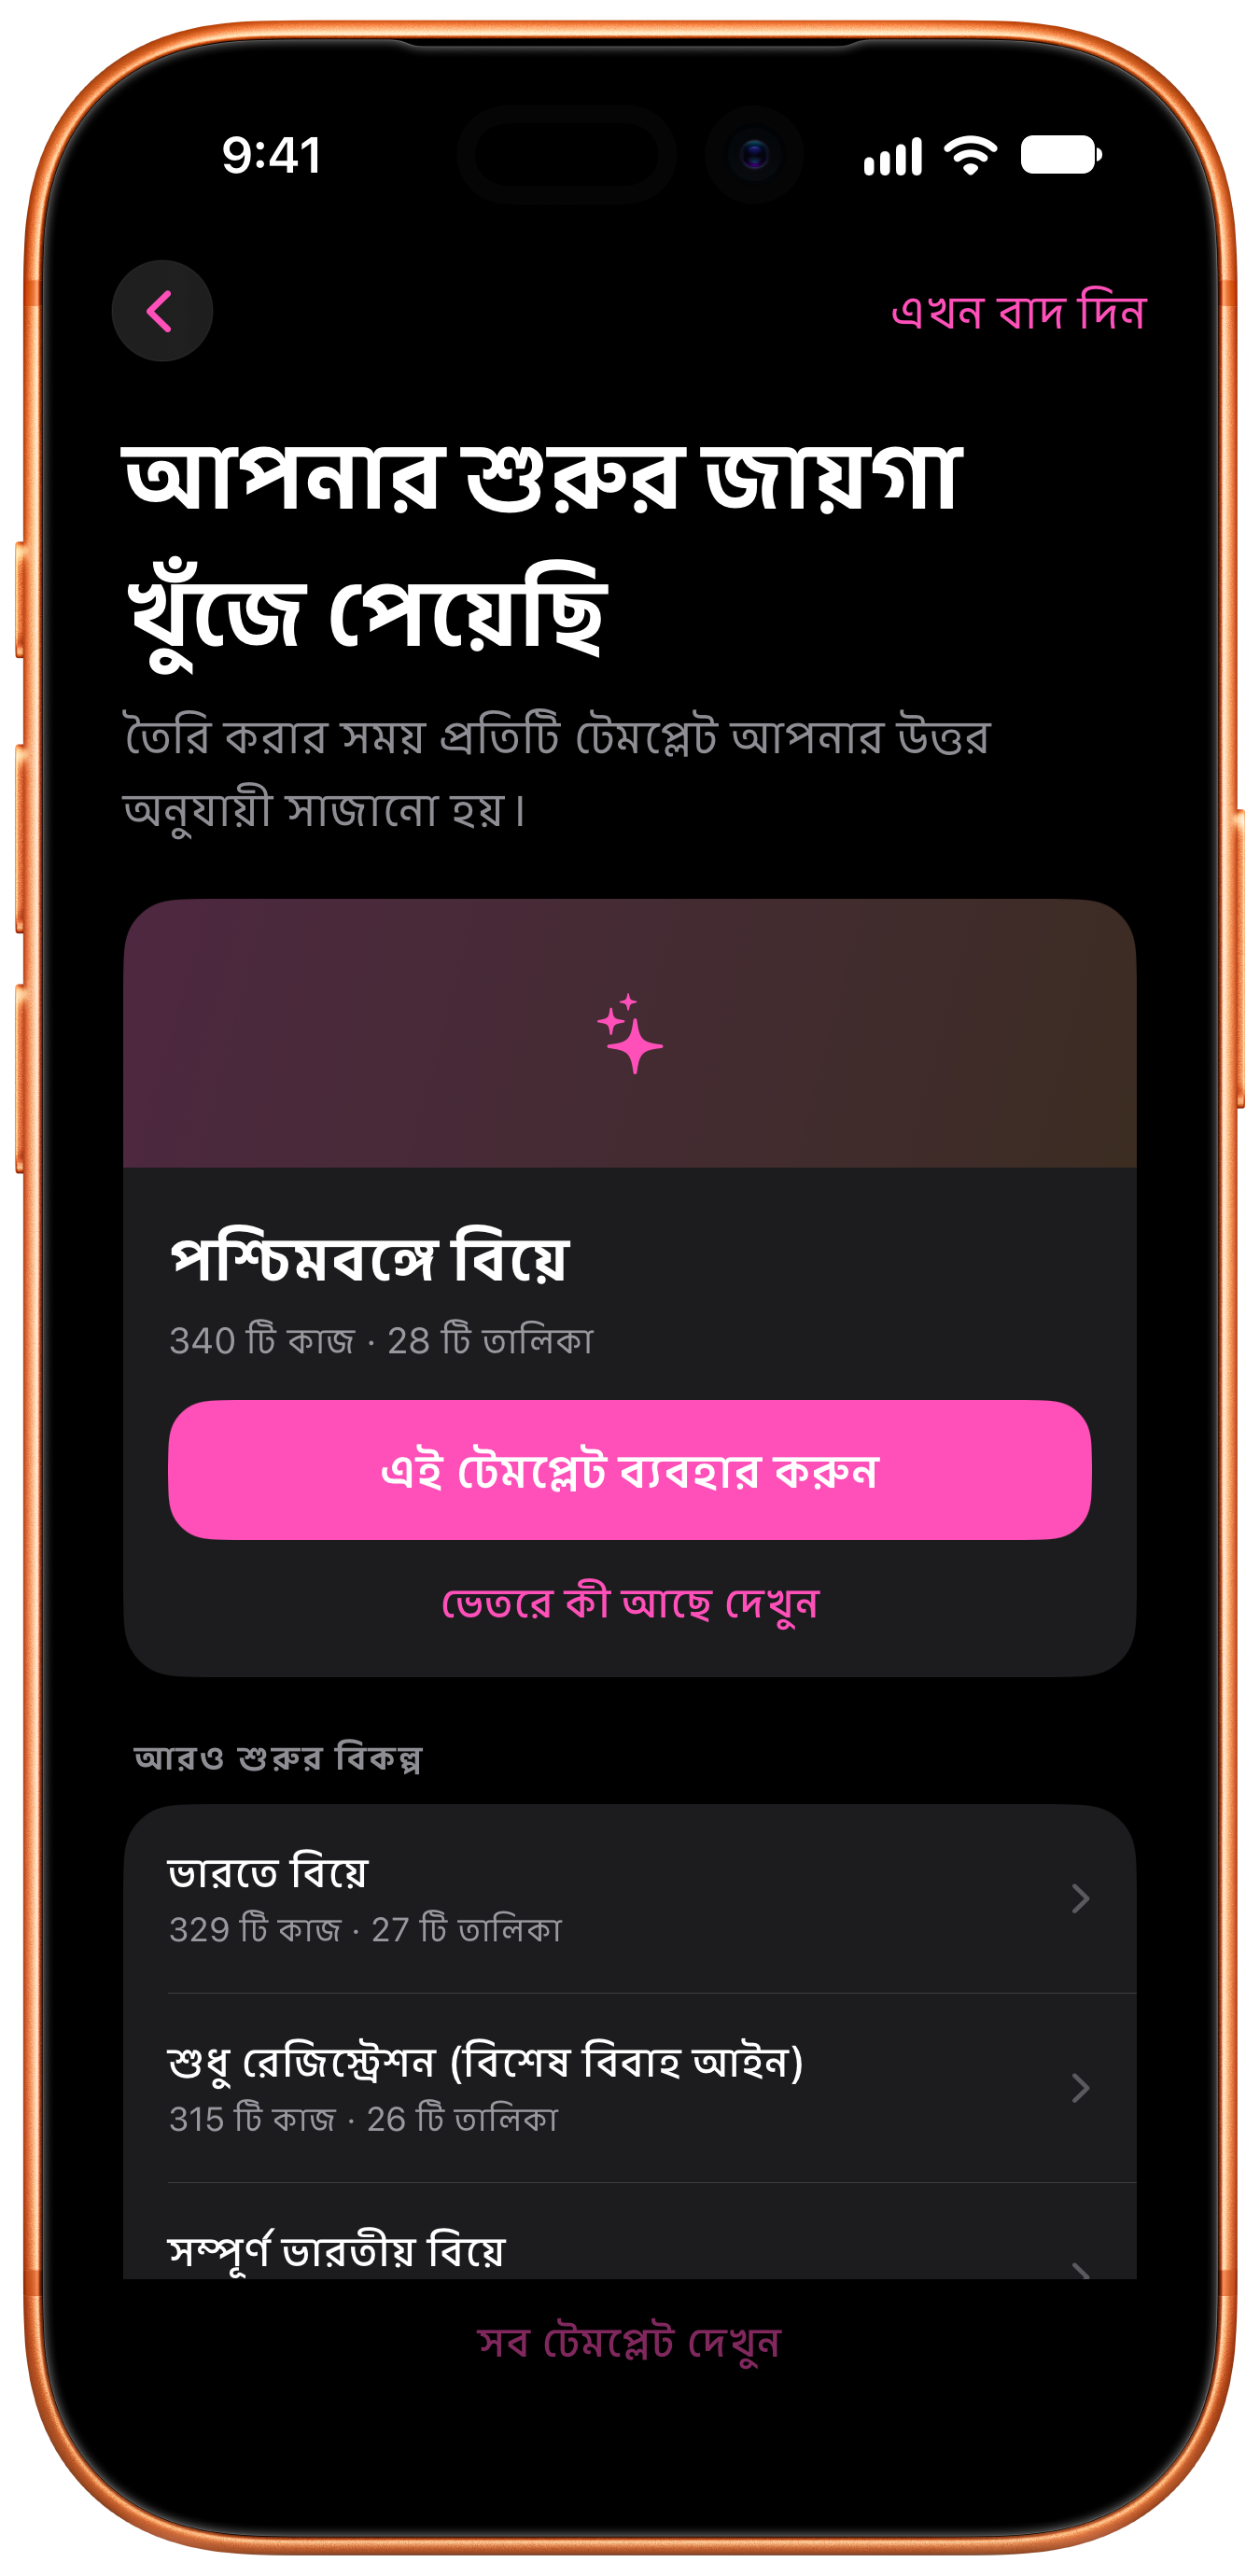 9:41
এখন বাদ দিন
আপনার শুরুর জায়গা
খুঁজে পেয়েছি
তৈরি করার সময় প্রতিটি টেমপ্লেট আপনার উত্তর
অনুযায়ী সাজানো হয়।
পশ্চিমবঙ্গে বিয়ে
340 টি কাজ · 28 টি তালিকা
এই টেমপ্লেট ব্যবহার করুন
ভেতরে কী আছে দেখুন
আরও শুরুর বিকল্প
ভারতে বিয়ে
329 টি কাজ · 27 টি তালিকা
শুধু রেজিস্ট্রেশন (বিশেষ বিবাহ আইন)
315 টি কাজ · 26 টি তালিকা
সম্পূর্ণ ভারতীয় বিয়ে
সব টেমপ্লেট দেখুন